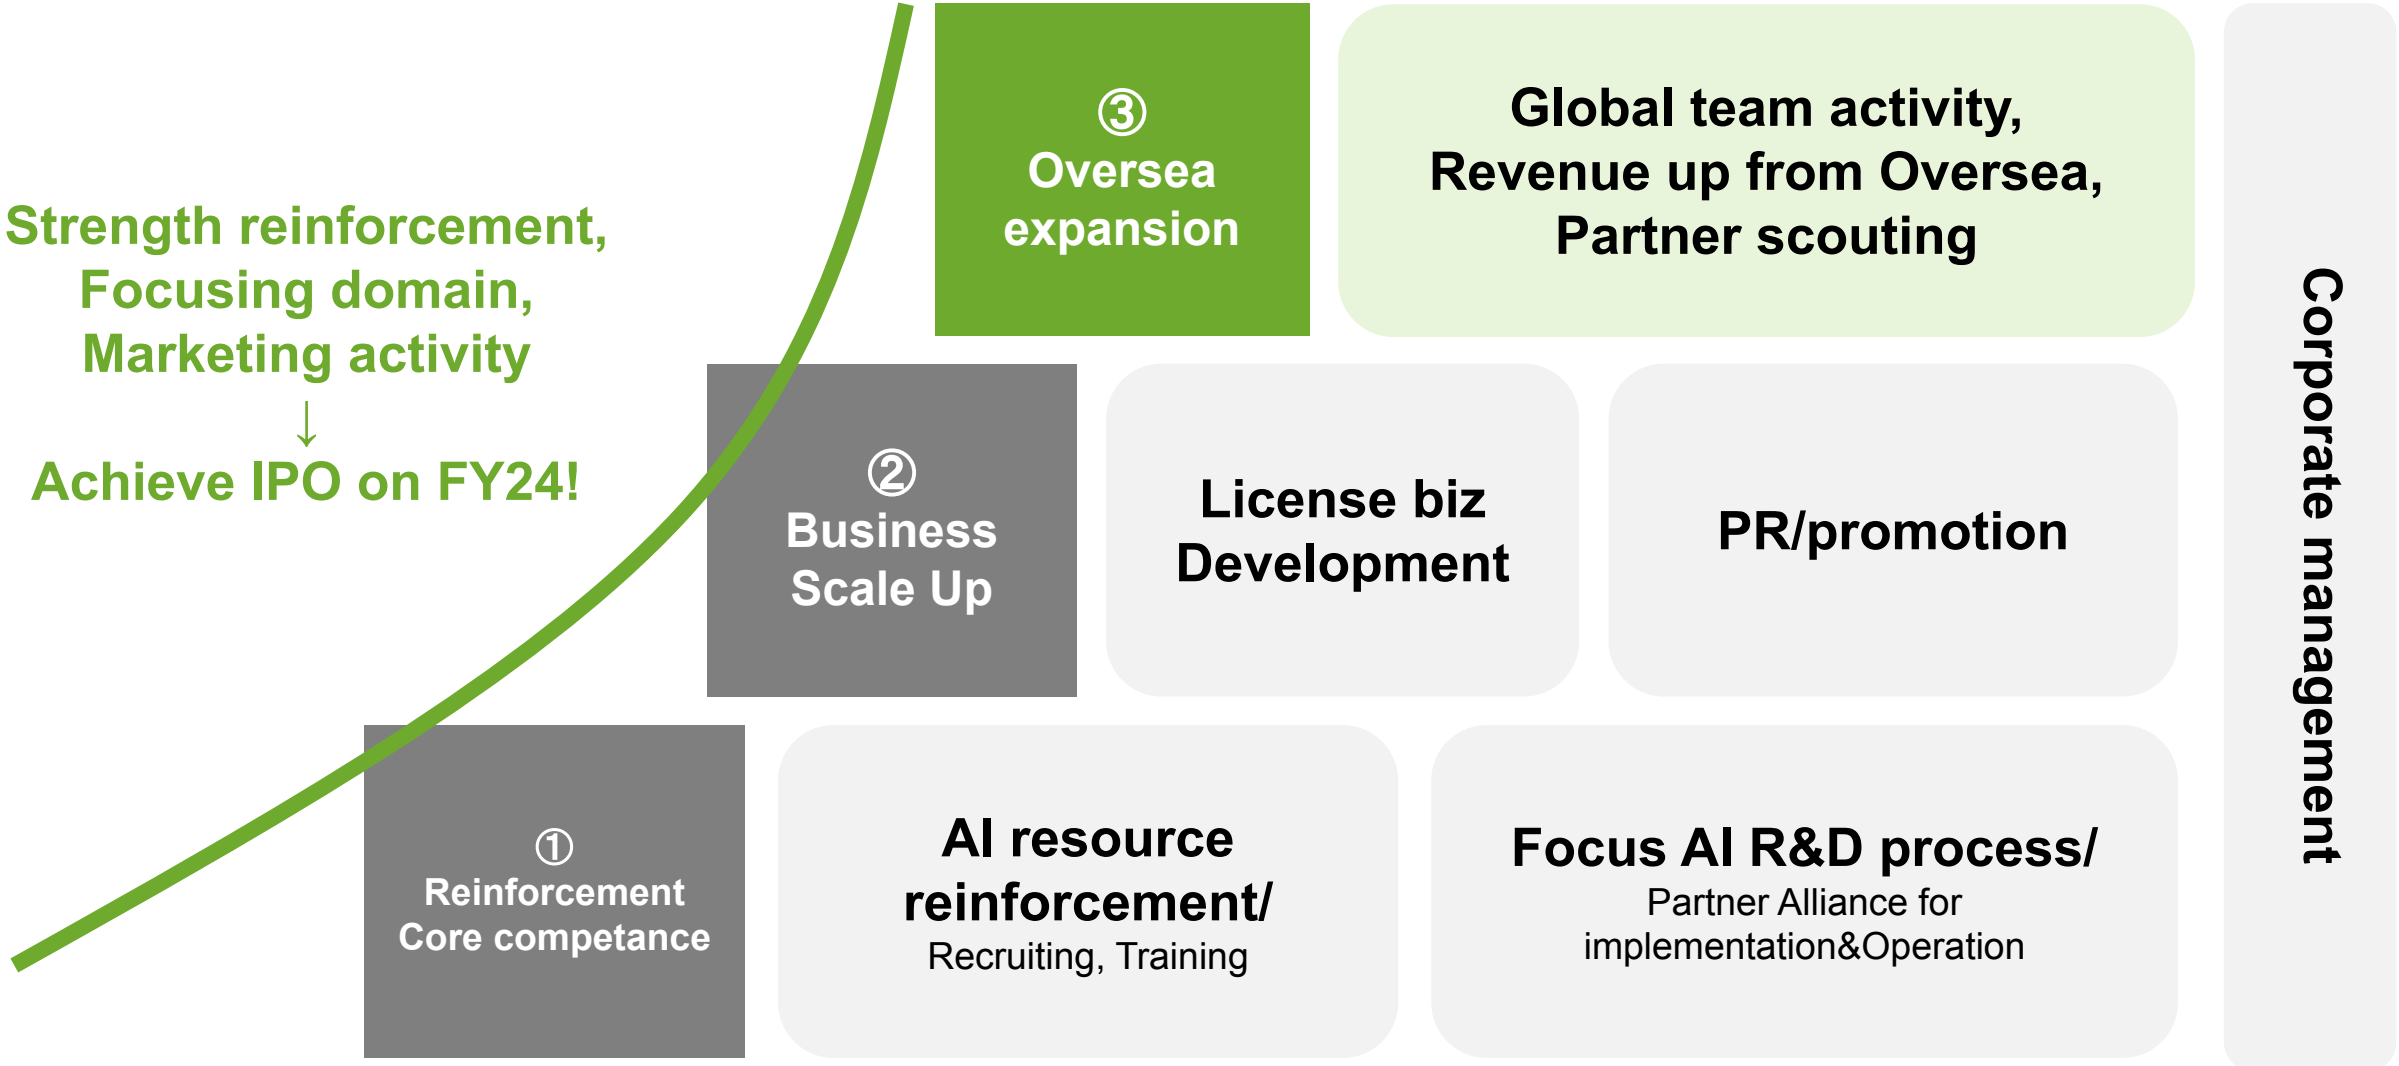 Strength reinforcement,
Focusing domain,
Marketing activity
↓
Achieve IPO on FY24!
③
Oversea
expansion
Global team activity,
Revenue up from Oversea,
Partner scouting
②
Business
Scale Up
License biz
Development
PR/promotion
①
Reinforcement
Core competance
AI resource
reinforcement/
Recruiting, Training
Focus AI R&D process/
Partner Alliance for
implementation&Operation
Corporate management